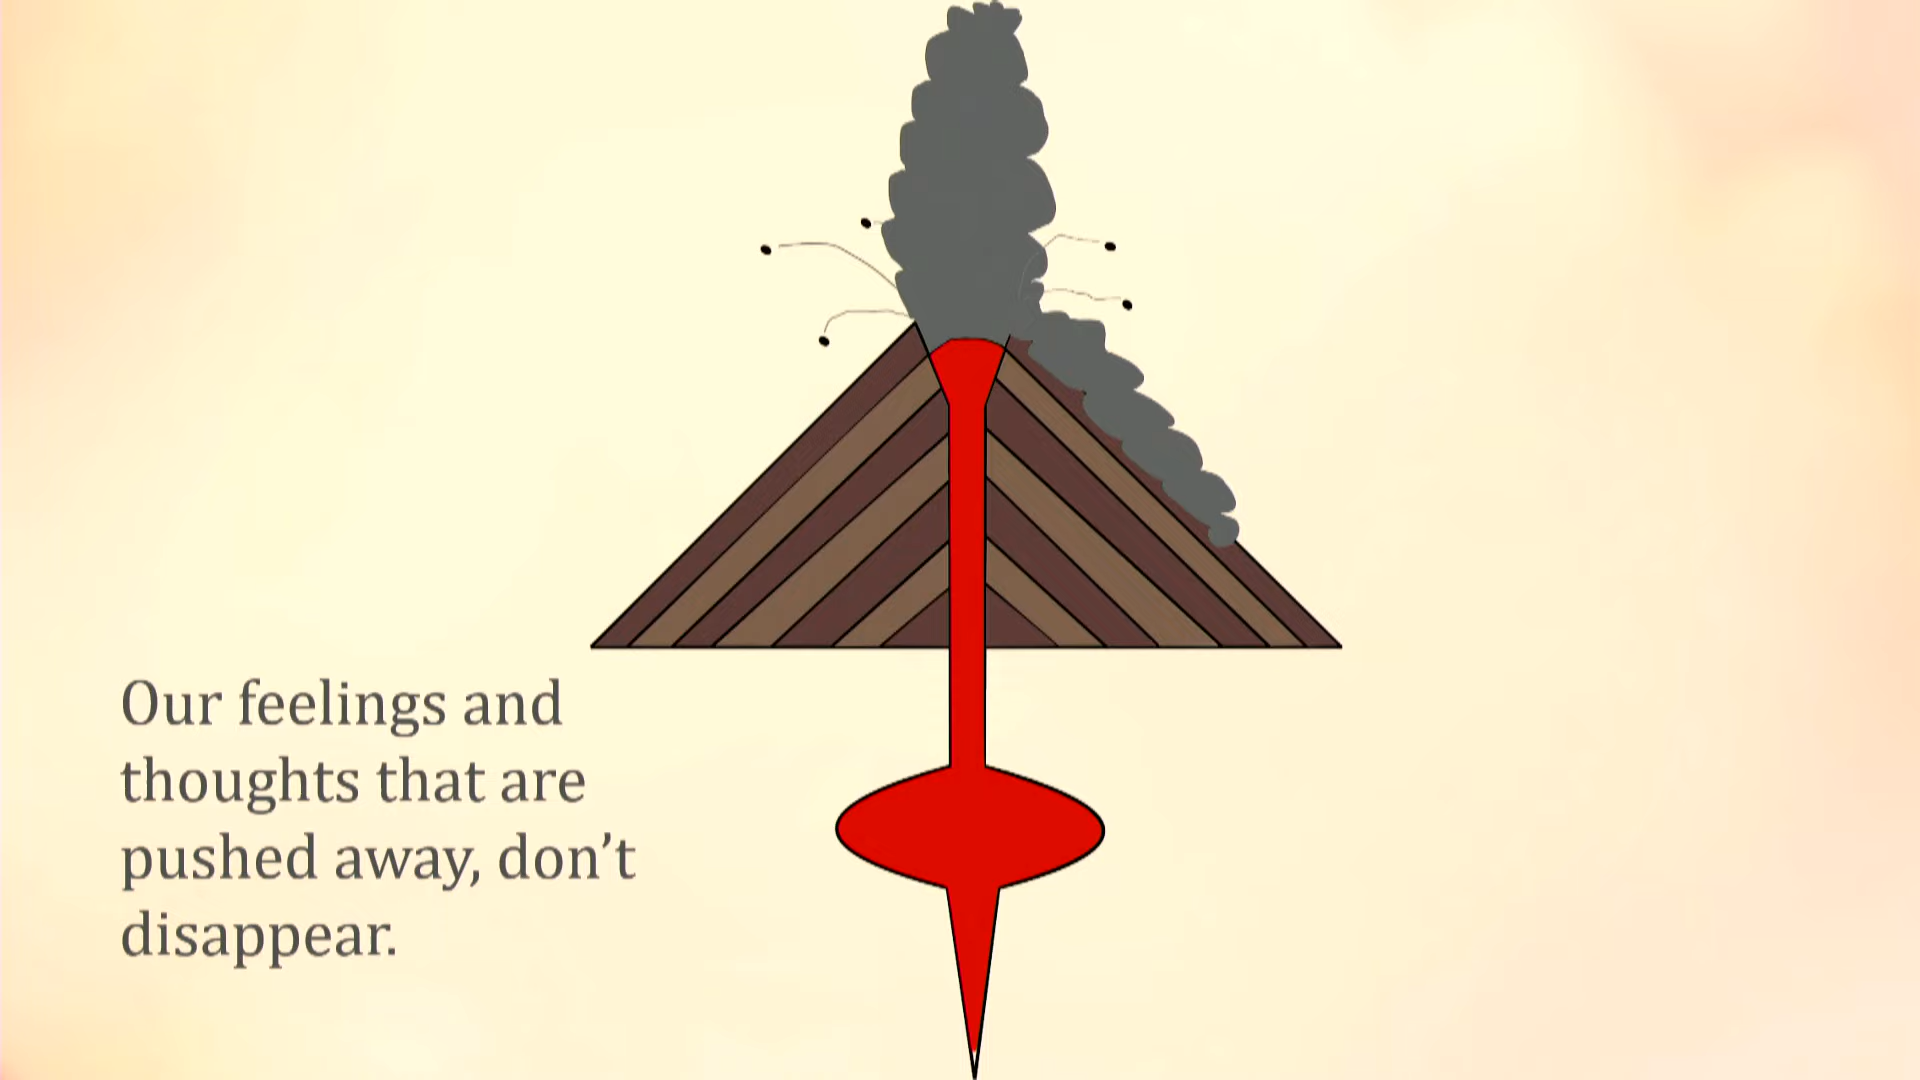 Our feelings and
thoughts that are
pushed away, don’t
disappear.